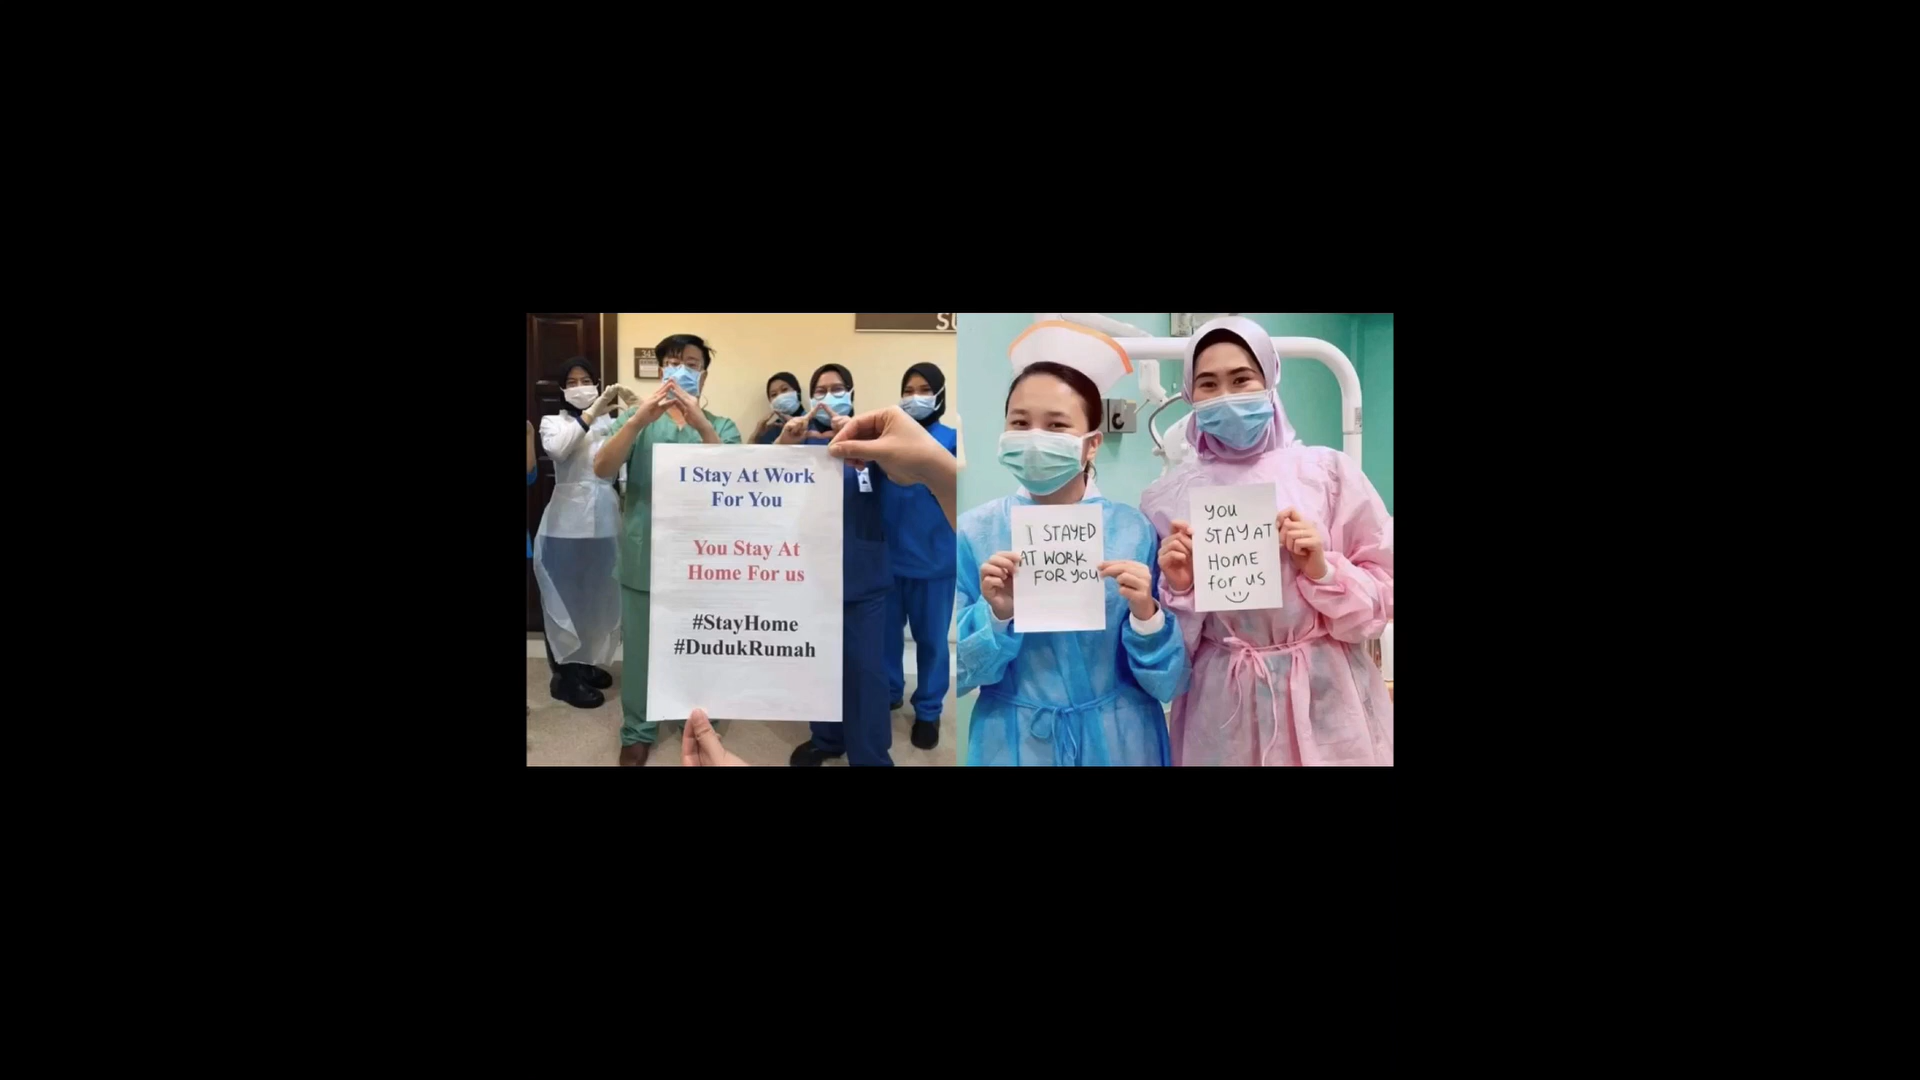 I Stay At Work
For You
You Stay At
Home For us
#StayHome
#DudukRumah
I STAYED
AT WORK
FOR YOU
YOU
STAY AT
HOME
for us